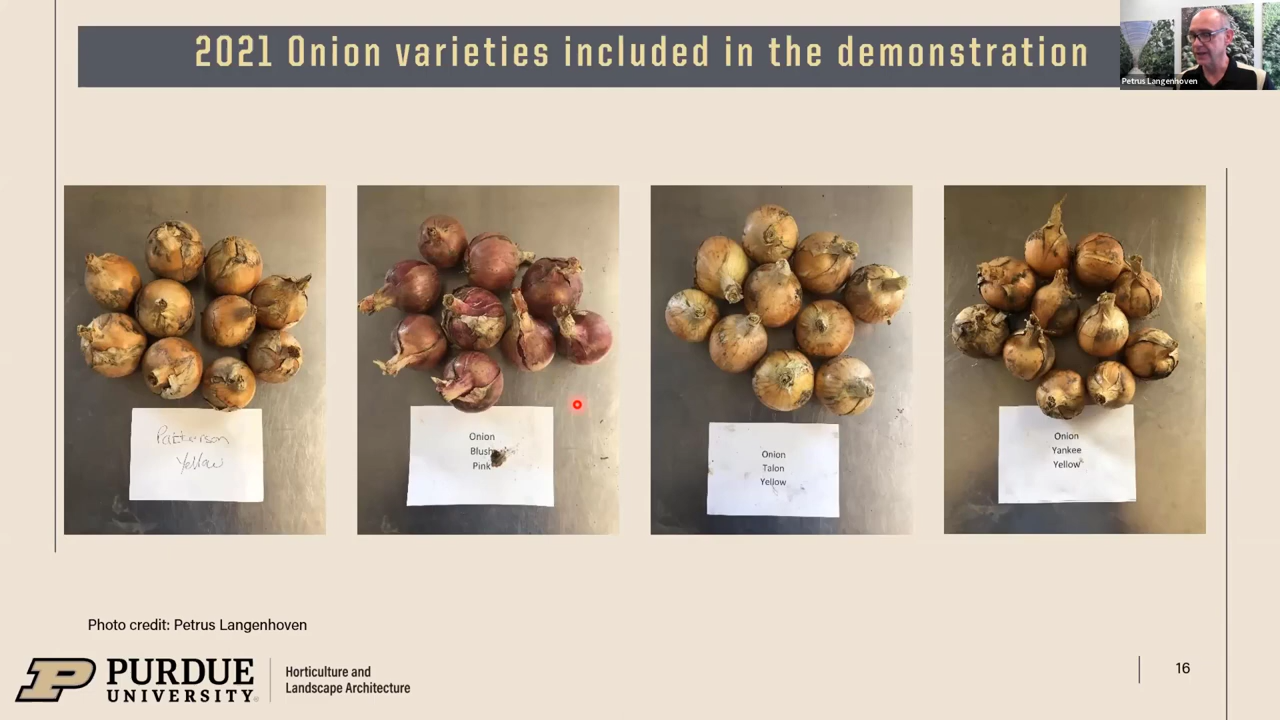 2021 Onion varieties included in the demonstration
Petrus Langenhoven
Patterson
Yellow
Onion
Blush
Pink
Onion
Talon
Yellow
Onion
Yankee
Yellow
Photo credit: Petrus Langenhoven
P PURDUE
UNIVERSITY
Horticulture and
Landscape Architecture
16